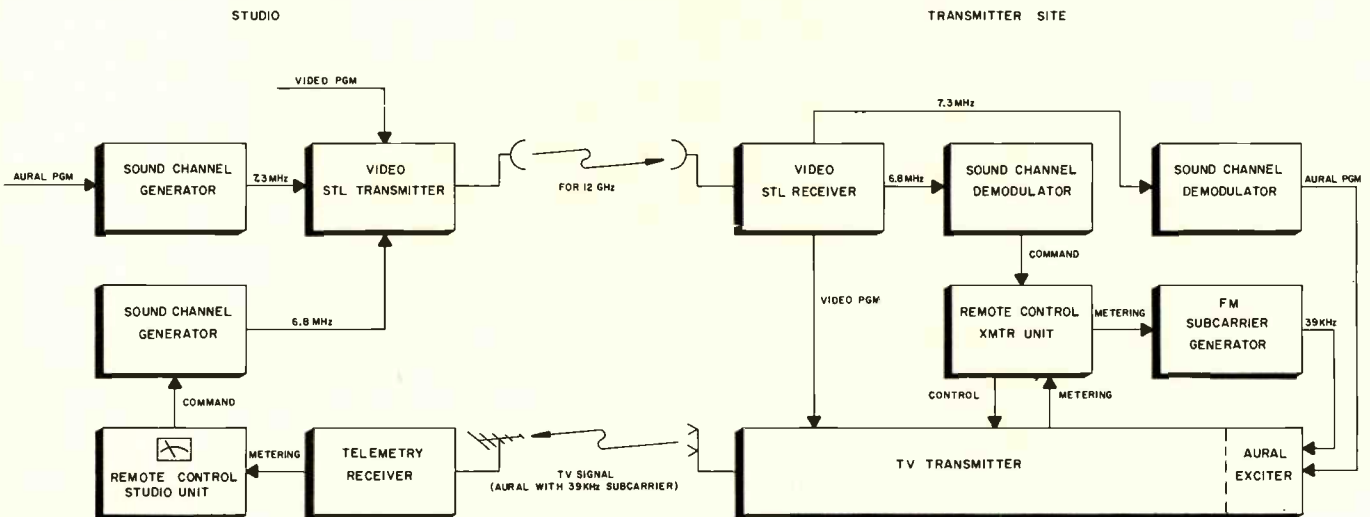 STUDIO
TRANSMITTER SITE
VIDEO PGM
7.3MHz
AURAL PGM
SOUND CHANNEL
GENERATOR
7.3MHz
VIDEO
STL TRANSMITTER
FOR 12 GHz
VIDEO
STL RECEIVER
6.8MHz
SOUND CHANNEL
DEMODULATOR
SOUND CHANNEL
DEMODULATOR
AURAL PGM
COMMAND
SOUND CHANNEL
GENERATOR
6.8MHz
VIDEO PGM
REMOTE CONTROL
XMTR UNIT
METERING
FM
SUBCARRIER
GENERATOR
39KHz
COMMAND
CONTROL
METERING
REMOTE CONTROL
STUDIO UNIT
METERING
TELEMETRY
RECEIVER
TV SIGNAL
(AURAL WITH 39KHz SUBCARRIER)
TV TRANSMITTER
AURAL
EXCITER